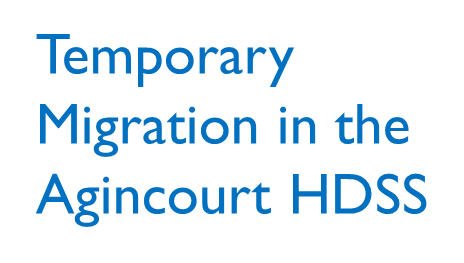 Temporary
Migration in the
Agincourt HDSS